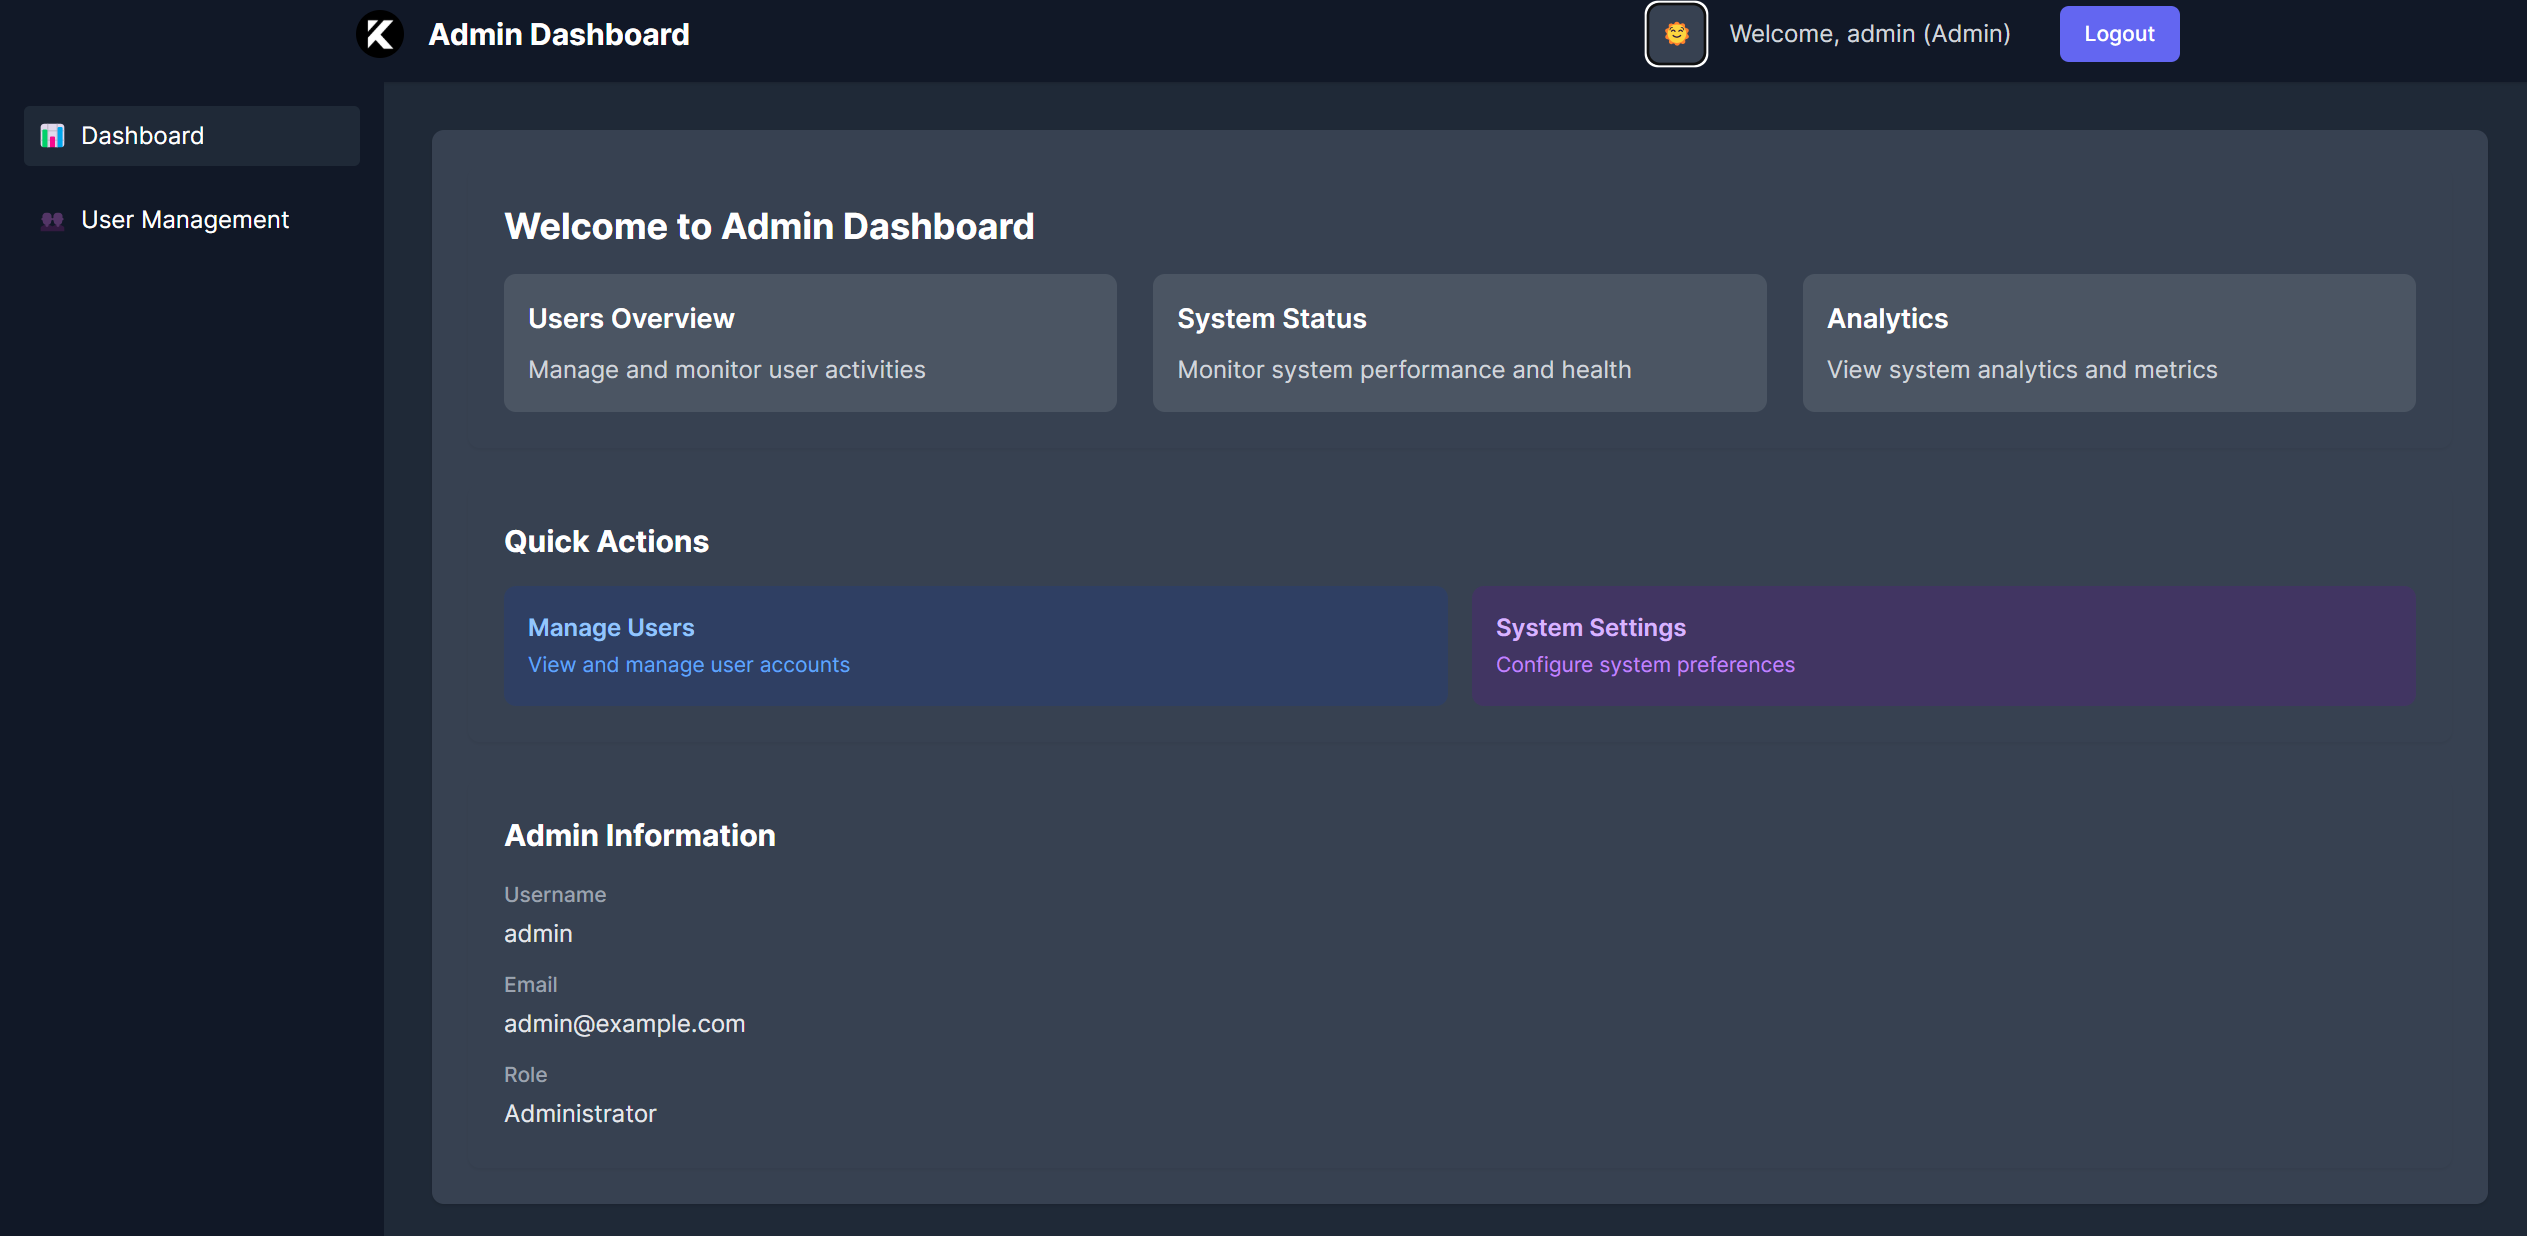 Admin Dashboard
Welcome, admin (Admin)
Logout
Dashboard
User Management
Welcome to Admin Dashboard
Users Overview
Manage and monitor user activities
System Status
Monitor system performance and health
Analytics
View system analytics and metrics
Quick Actions
Manage Users
View and manage user accounts
System Settings
Configure system preferences
Admin Information
Username
admin
Email
admin@example.com
Role
Administrator